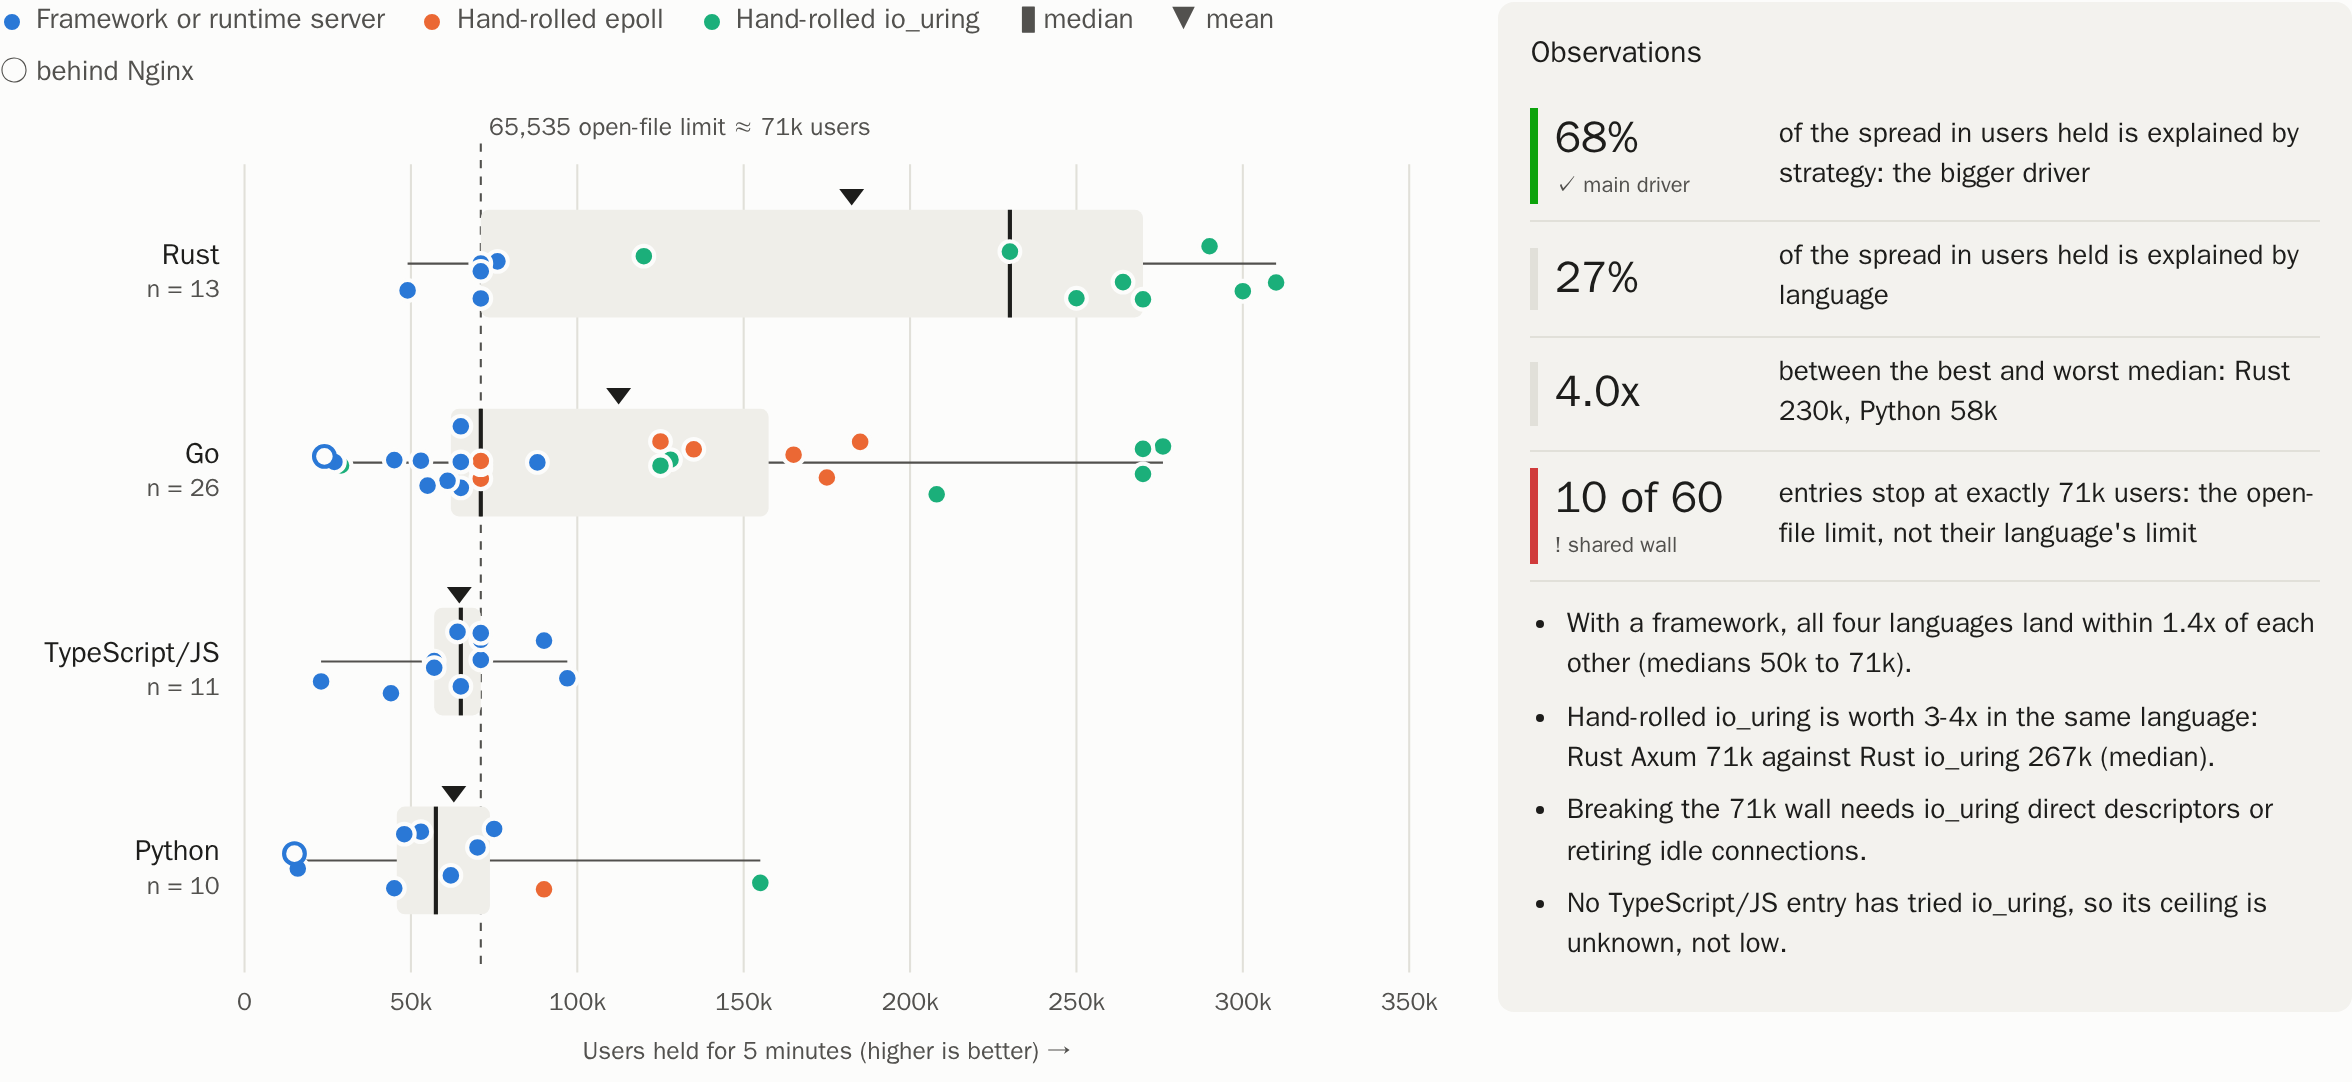 Framework or runtime server
Hand-rolled epoll
Hand-rolled io_uring
median
mean
behind Nginx
65,535 open-file limit ≈ 71k users
Rust
n = 13
Go
n = 26
TypeScript/JS
n = 11
Python
n = 10
0 50k 100k 150k 200k 250k 300k 350k
Users held for 5 minutes (higher is better) →
Observations
68%
✓ main driver
of the spread in users held is explained by
strategy: the bigger driver
27%
of the spread in users held is explained by
language
4.0x
between the best and worst median: Rust
230k, Python 58k
10 of 60
! shared wall
entries stop at exactly 71k users: the open-
file limit, not their language's limit
• With a framework, all four languages land within 1.4x of each
other (medians 50k to 71k).
• Hand-rolled io_uring is worth 3-4x in the same language:
Rust Axum 71k against Rust io_uring 267k (median).
• Breaking the 71k wall needs io_uring direct descriptors or
retiring idle connections.
• No TypeScript/JS entry has tried io_uring, so its ceiling is
unknown, not low.